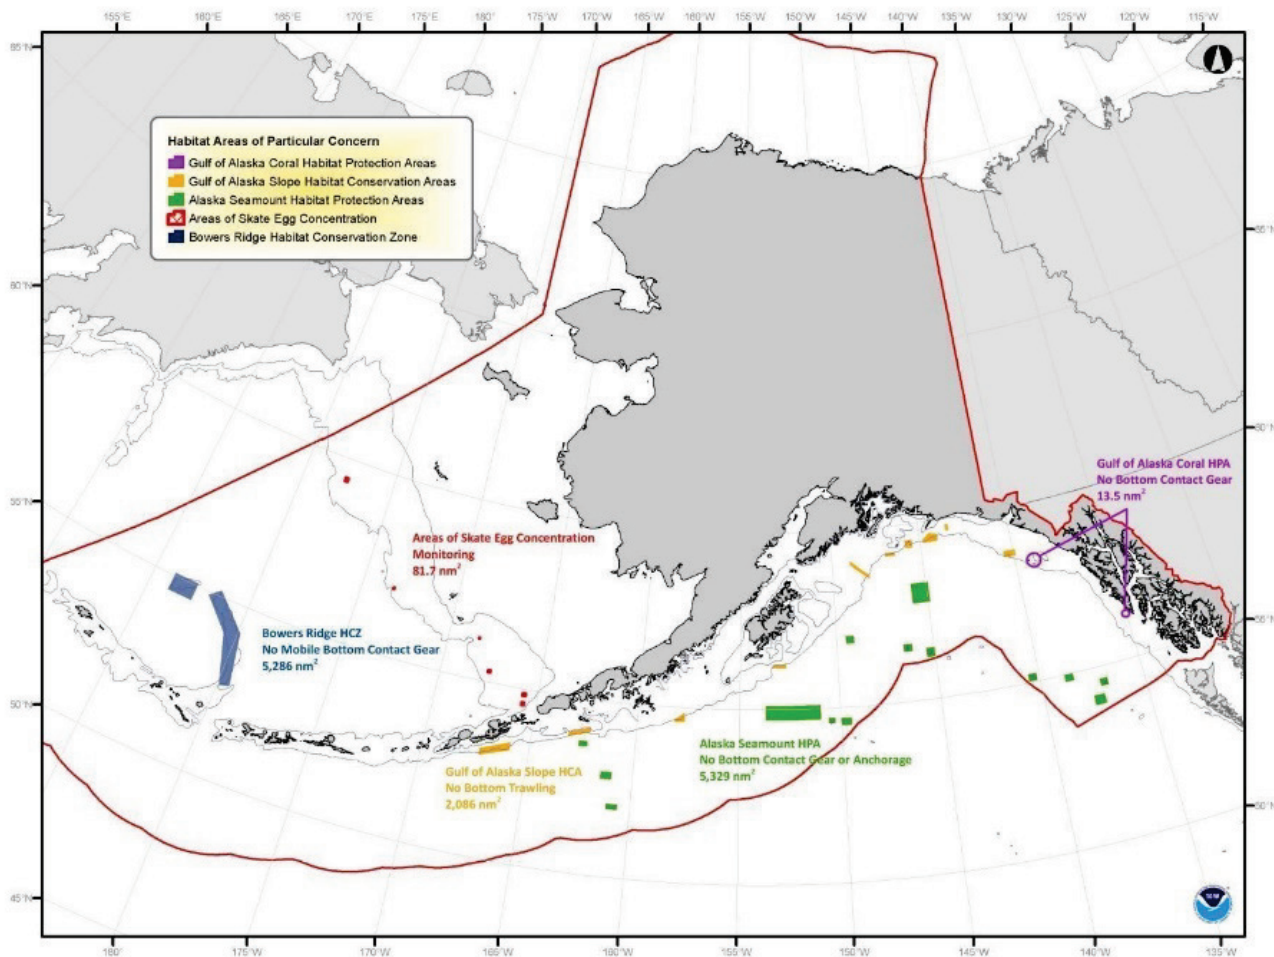 155°E 160°E 165°E 170°E 175°E 180° 175°W 170°W 165°W 160°W 155°W 150°W 145°W 140°W 135°W 130°W 125°W 120°W 115°W
65°N
Habitat Areas of Particular Concern
Gulf of Alaska Coral Habitat Protection Areas
Gulf of Alaska Slope Habitat Conservation Areas
Alaska Seamount Habitat Protection Areas
Areas of Skate Egg Concentration
Bowers Ridge Habitat Conservation Zone
65°N
60°N
60°N
Gulf of Alaska Coral HPA
No Bottom Contact Gear
13.5 nm²
55°N
Areas of Skate Egg Concentration
Monitoring
81.7 nm²
55°N
Bowers Ridge HCZ
No Mobile Bottom Contact Gear
5,286 nm²
50°N
Alaska Seamount HPA
No Bottom Contact Gear or Anchorage
5,329 nm²
Gulf of Alaska Slope HCA
No Bottom Trawling
2,086 nm²
50°N
45°N
180° 175°W 170°W 165°W 160°W 155°W 150°W 145°W 140°W 135°W